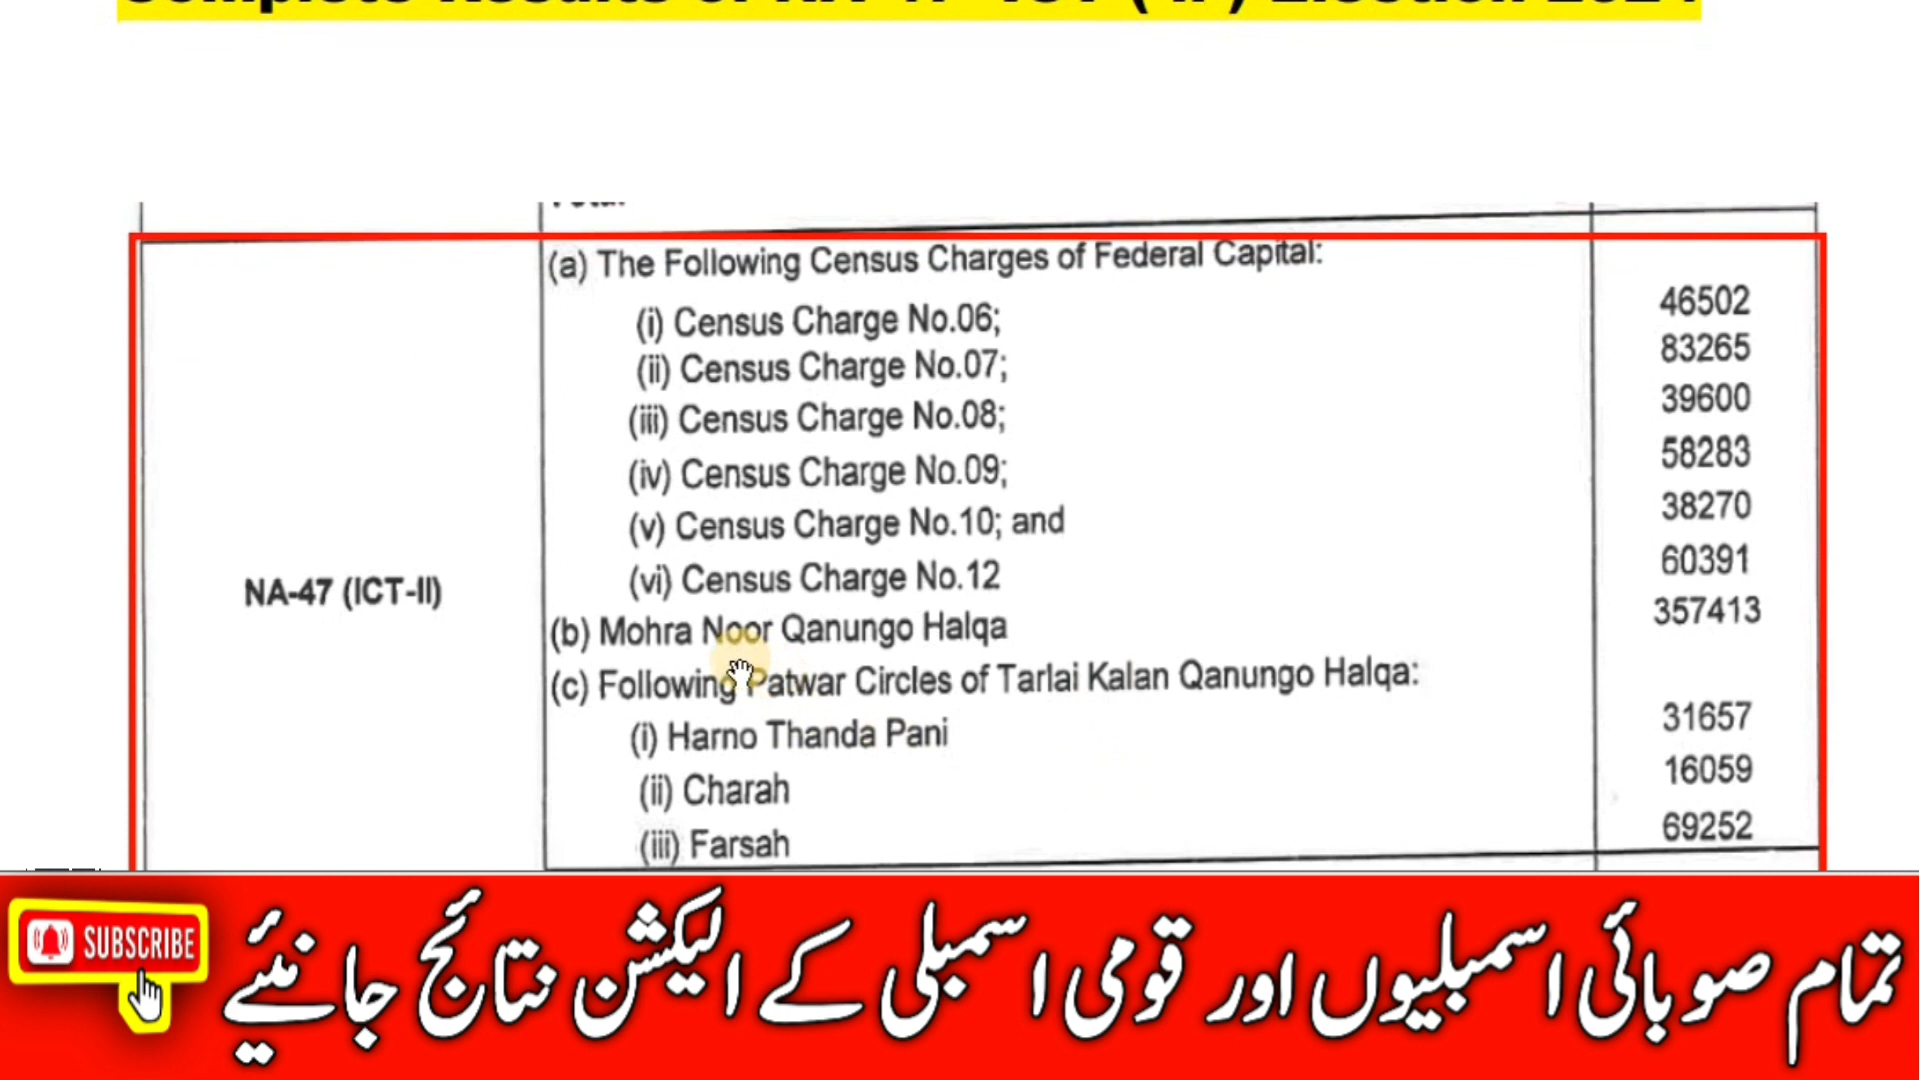 (a) The Following Census Charges of Federal Capital:
(i) Census Charge No.06; 46502
(ii) Census Charge No.07; 83265
(iii) Census Charge No.08; 39600
(iv) Census Charge No.09; 58283
(v) Census Charge No.10; and 38270
(vi) Census Charge No.12 60391
NA-47 (ICT-II)
(b) Mohra Noor Qanungo Halqa 357413
(c) Following Patwar Circles of Tarlai Kalan Qanungo Halqa:
(i) Harno Thanda Pani 31657
(ii) Charah 16059
(iii) Farsah 69252
SUBSCRIBE
تمام صوبائی اسمبلیوں اور قومی اسمبلی کے الیکشن نتائج جانیئے